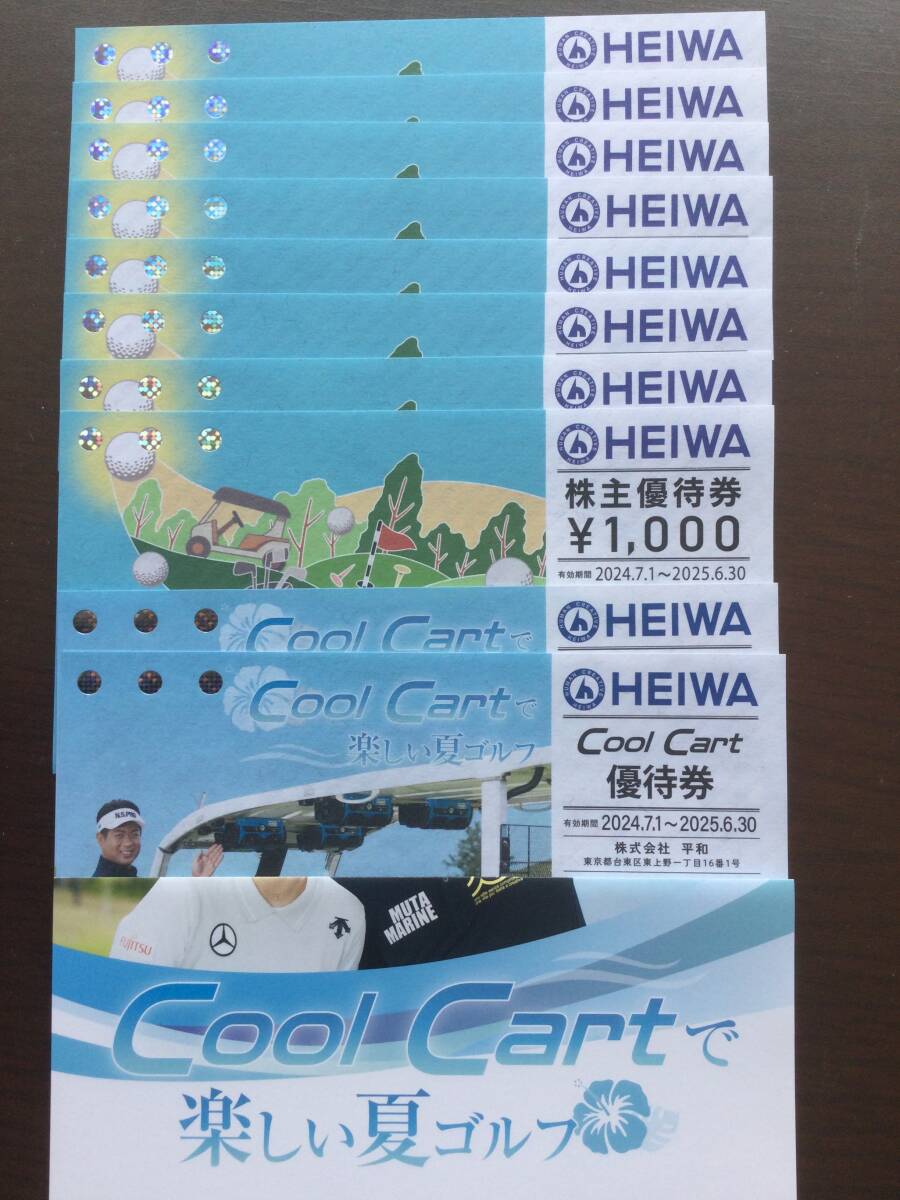 HEIWA
HEIWA
HEIWA
HEIWA
HEIWA
HEIWA
HEIWA
HUMAN CREATIVE HEIWA
HEIWA
株主優待券
¥1,000
有効期間 2024.7.1～2025.6.30
Cool Cartで
HEIWA
Cool Cartで
楽しい夏ゴルフ
N.S.PRO
HEIWA
Cool Cart
優待券
有効期間 2024.7.1～2025.6.30
株式会社 平和
東京都台東区東上野一丁目16番1号
FUJITSU
MUTA
MARINE
Cool Cartで
楽しい夏ゴルフ